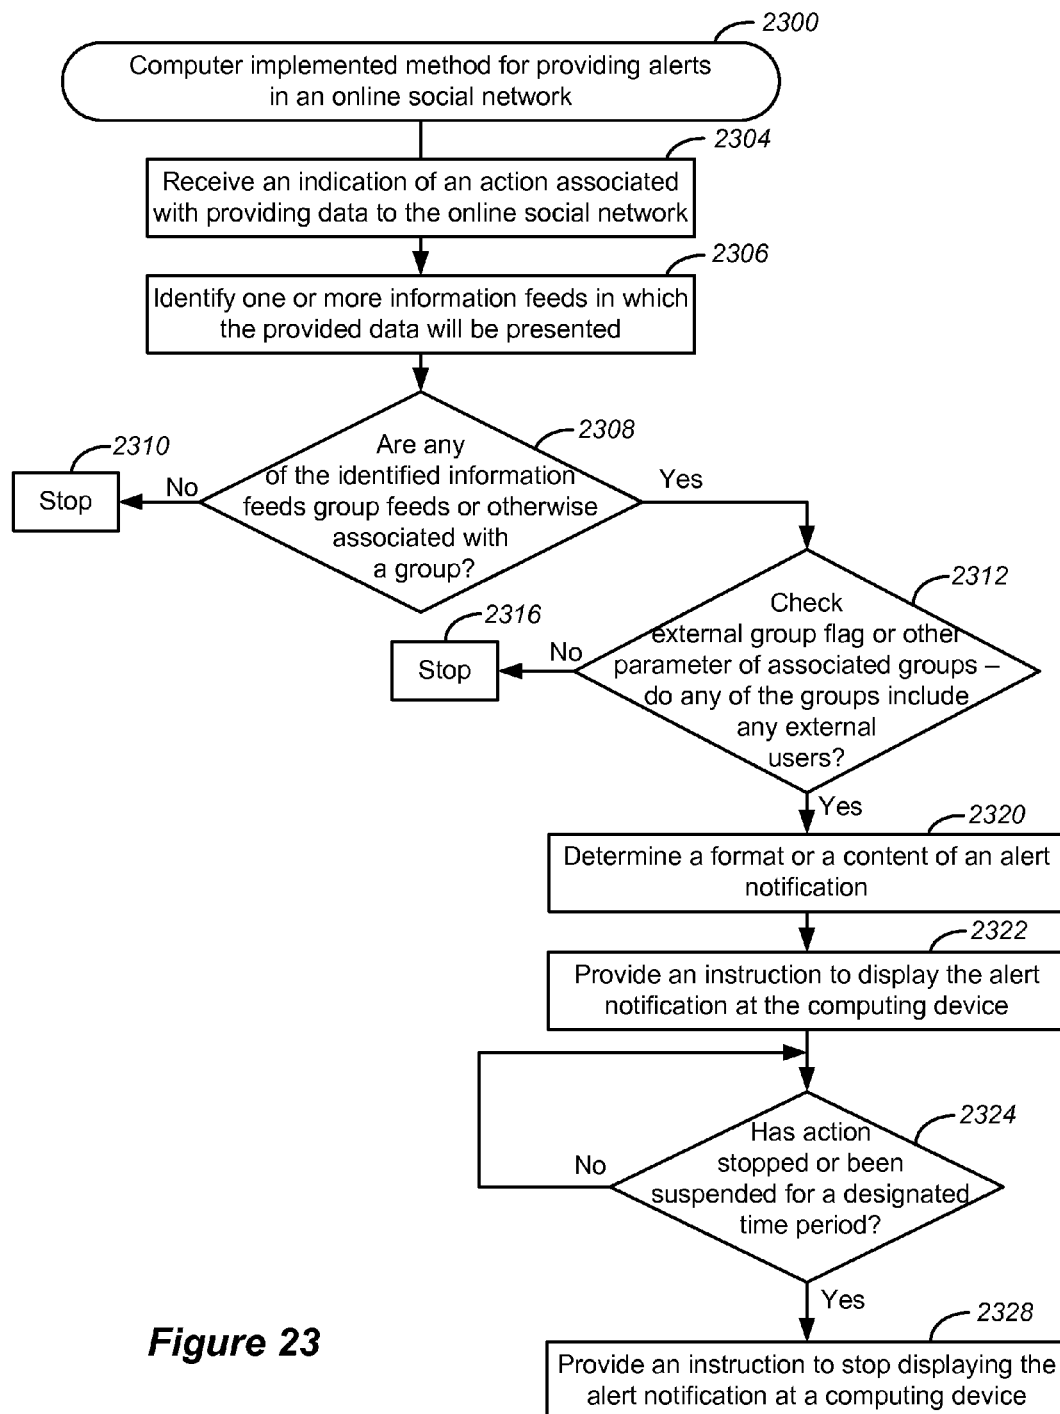 2300
Computer implemented method for providing alerts
in an online social network
2304
Receive an indication of an action associated
with providing data to the online social network
2306
Identify one or more information feeds in which
the provided data will be presented
2308
Are any
of the identified information
feeds group feeds or otherwise
associated with
a group?
No
2310
Stop
Yes
2312
Check
external group flag or other
parameter of associated groups –
do any of the groups include
any external
users?
No
2316
Stop
Yes
2320
Determine a format or a content of an alert
notification
2322
Provide an instruction to display the alert
notification at the computing device
2324
Has action
stopped or been
suspended for a designated
time period?
No
Yes
2328
Provide an instruction to stop displaying the
alert notification at a computing device
Figure 23